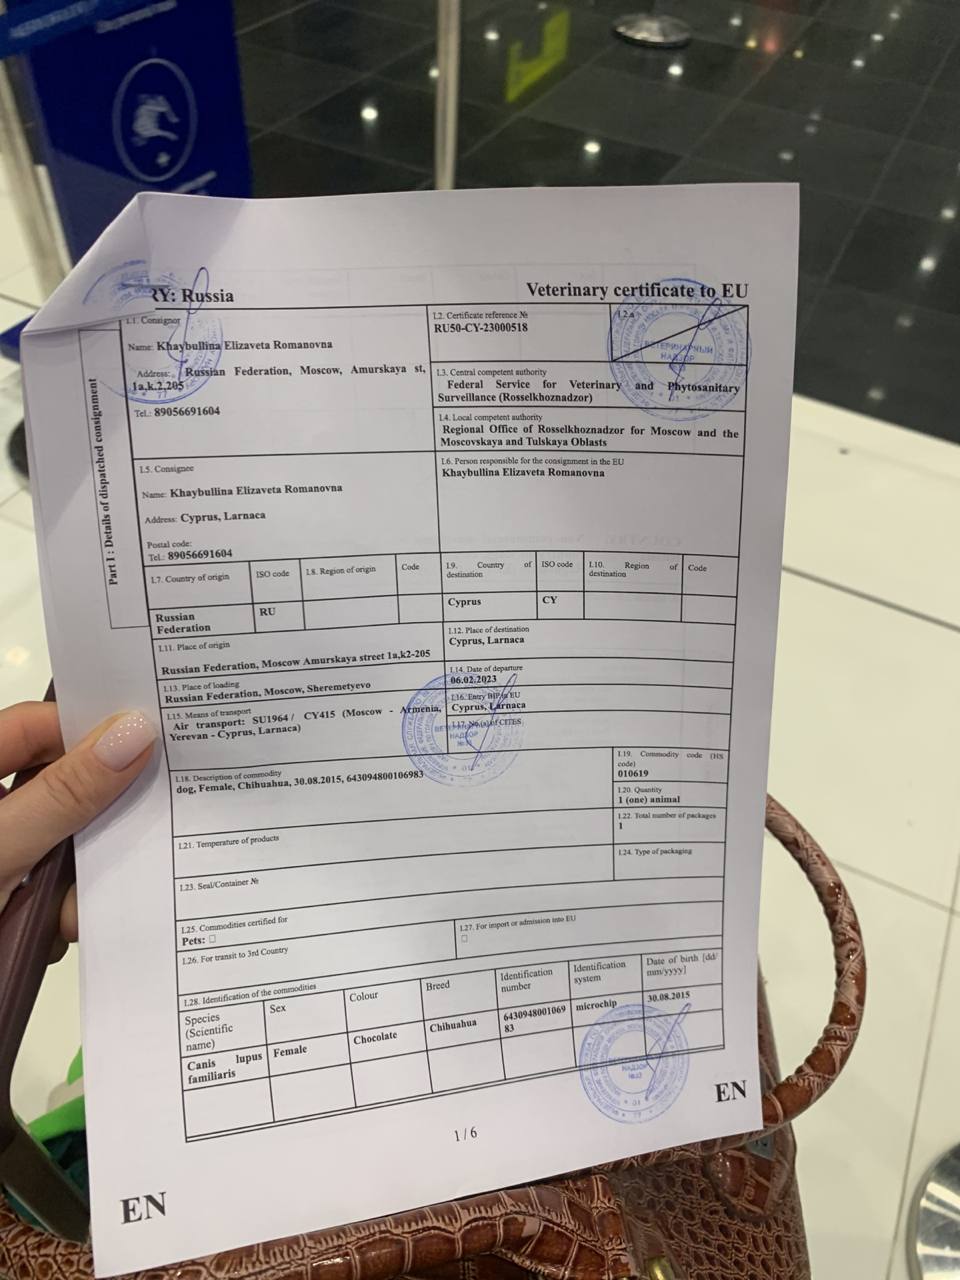 RY: Russia
Veterinary certificate to EU
Part I : Details of dispatched consignment
I.1. Consignor
Name: Khaybullina Elizaveta Romanovna
Address: Russian Federation, Moscow, Amurskaya st,
1a,k.2,205
Tel.: 89056691604
I.2. Certificate reference №
RU50-CY-23000518
I.2.a
I.3. Central competent authority
Federal Service for Veterinary and Phytosanitary
Surveillance (Rosselkhoznadzor)
I.4. Local competent authority
Regional Office of Rosselkhoznadzor for Moscow and the
Moscovskaya and Tulskaya Oblasts
I.5. Consignee
Name: Khaybullina Elizaveta Romanovna
Address: Cyprus, Larnaca
Postal code:
Tel.: 89056691604
I.6. Person responsible for the consignment in the EU
Khaybullina Elizaveta Romanovna
I.7. Country of origin
ISO code
I.8. Region of origin
Code
I.9. Country of
destination
ISO code
I.10. Region of
destination
Code
Russian
Federation
RU
Cyprus
CY
I.11. Place of origin
Russian Federation, Moscow Amurskaya street 1a,k2-205
I.12. Place of destination
Cyprus, Larnaca
I.13. Place of loading
Russian Federation, Moscow, Sheremetyevo
I.14. Date of departure
06.02.2023
I.15. Means of transport
Air transport: SU1964 / CY415 (Moscow - Armenia,
Yerevan - Cyprus, Larnaca)
I.16. Entry BIP in EU
Cyprus, Larnaca
I.17. No.(s) of CITES
I.18. Description of commodity
dog, Female, Chihuahua, 30.08.2015, 643094800106983
I.19. Commodity code (HS
code)
010619
I.20. Quantity
1 (one) animal
I.21. Temperature of products
I.22. Total number of packages
1
I.23. Seal/Container №
I.24. Type of packaging
I.25. Commodities certified for
Pets: □
I.26. For transit to 3rd Country
I.27. For import or admission into EU
□
I.28. Identification of the commodities
Species
(Scientific
name)
Sex
Colour
Breed
Identification
number
Identification
system
Date of birth [dd/
mm/yyyy]
Canis lupus
familiaris
Female
Chocolate
Chihuahua
6430948001069
83
microchip
30.08.2015
1 / 6
EN
EN
ВЕТЕРИНАРНЫЙ
НАДЗОР